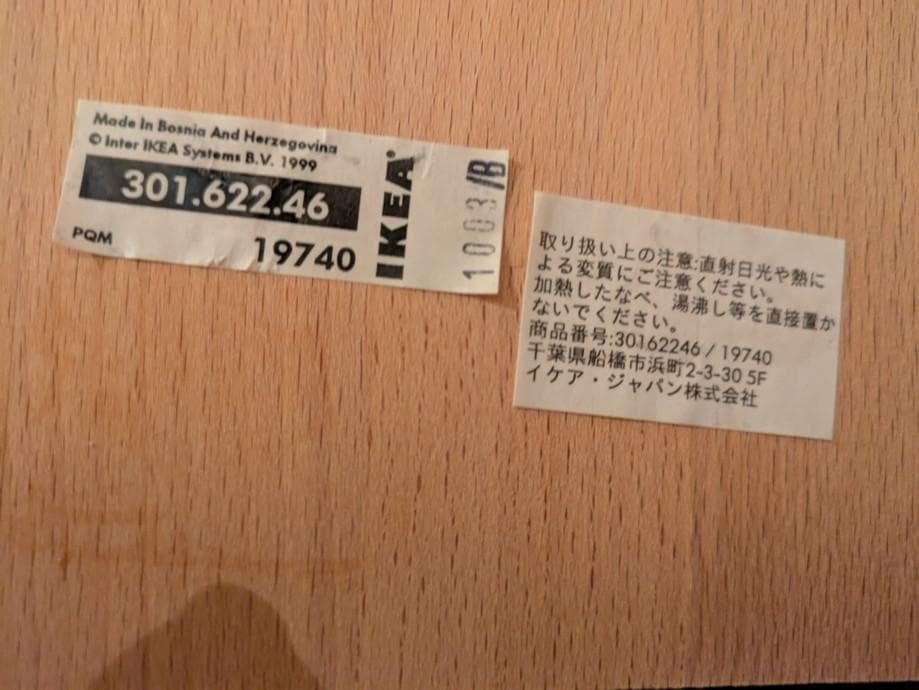 Made In Bosnia And Herzegovina
© Inter IKEA Systems B.V. 1999
301.622.46
PQM
19740
IKEA®
1003/B
取り扱い上の注意:直射日光や熱に
よる変質にご注意ください。
加熱したなべ、湯沸し等を直接置か
ないでください。
商品番号:30162246 / 19740
千葉県船橋市浜町2-3-30 5F
イケア・ジャパン株式会社